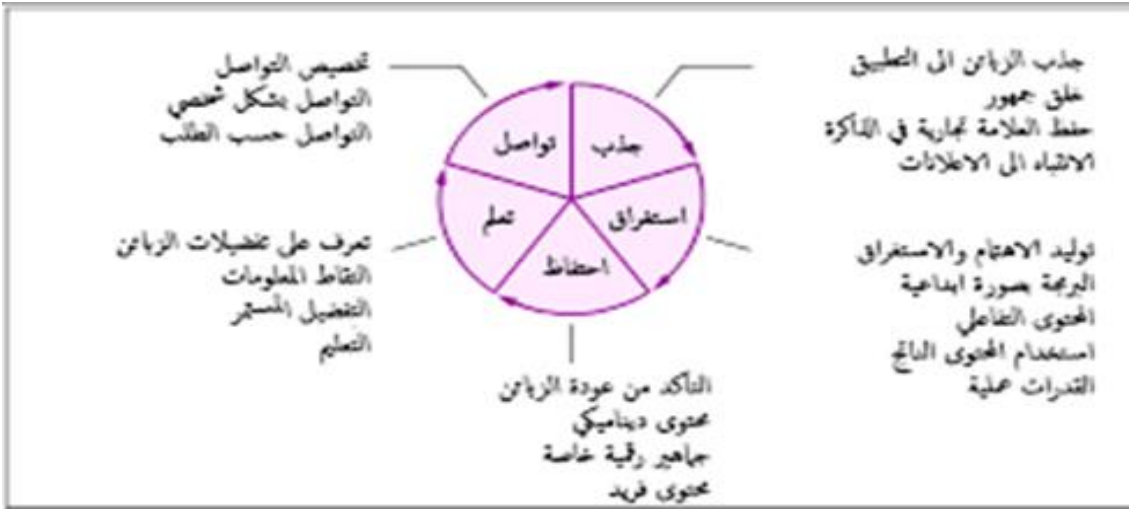 جذب الزبائن الى التطبيق
خلق جمهور
حفظ العلامة تجارية في الذاكرة
الانتباه الى الاعلانات
جذب
توليد الاهتمام والاستغراق
البرمجة بصورة ابداعية
المحتوى التفاعلي
استخدام المحتوى الناتج
القدرات عملية
استغراق
التأكد من عودة الزبائن
محتوى ديناميكي
جماهير رقمية خاصة
محتوى فريد
احتفاظ
تعرف على تفضيلات الزبائن
التقاط المعلومات
التفضيل المستمر
التعليم
تعلم
تخصيص التواصل
التواصل بشكل شخصي
التواصل حسب الطلب
تواصل